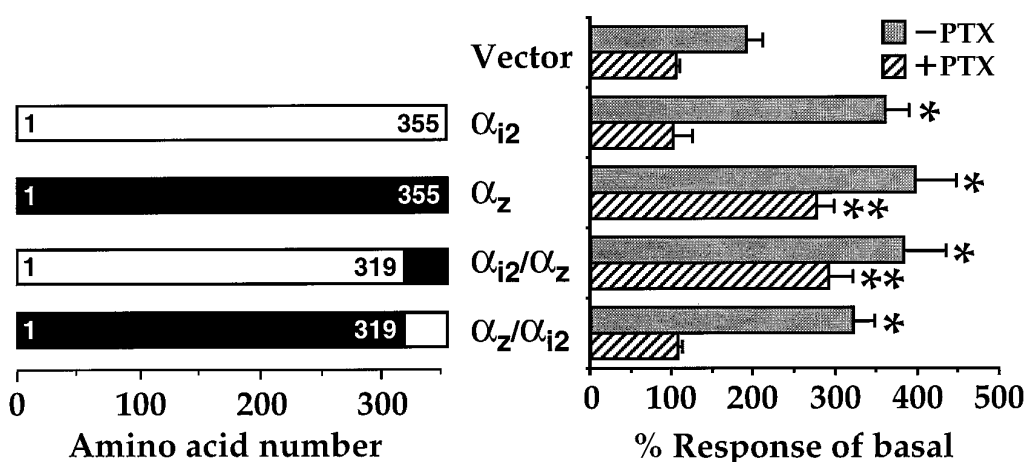 Vector
− PTX
+ PTX
1 355 αi2
1 355 αz
1 319 αi2/αz
1 319 αz/αi2
*
*
**
*
**
*
0 100 200 300
0 100 200 300 400 500
Amino acid number
% Response of basal